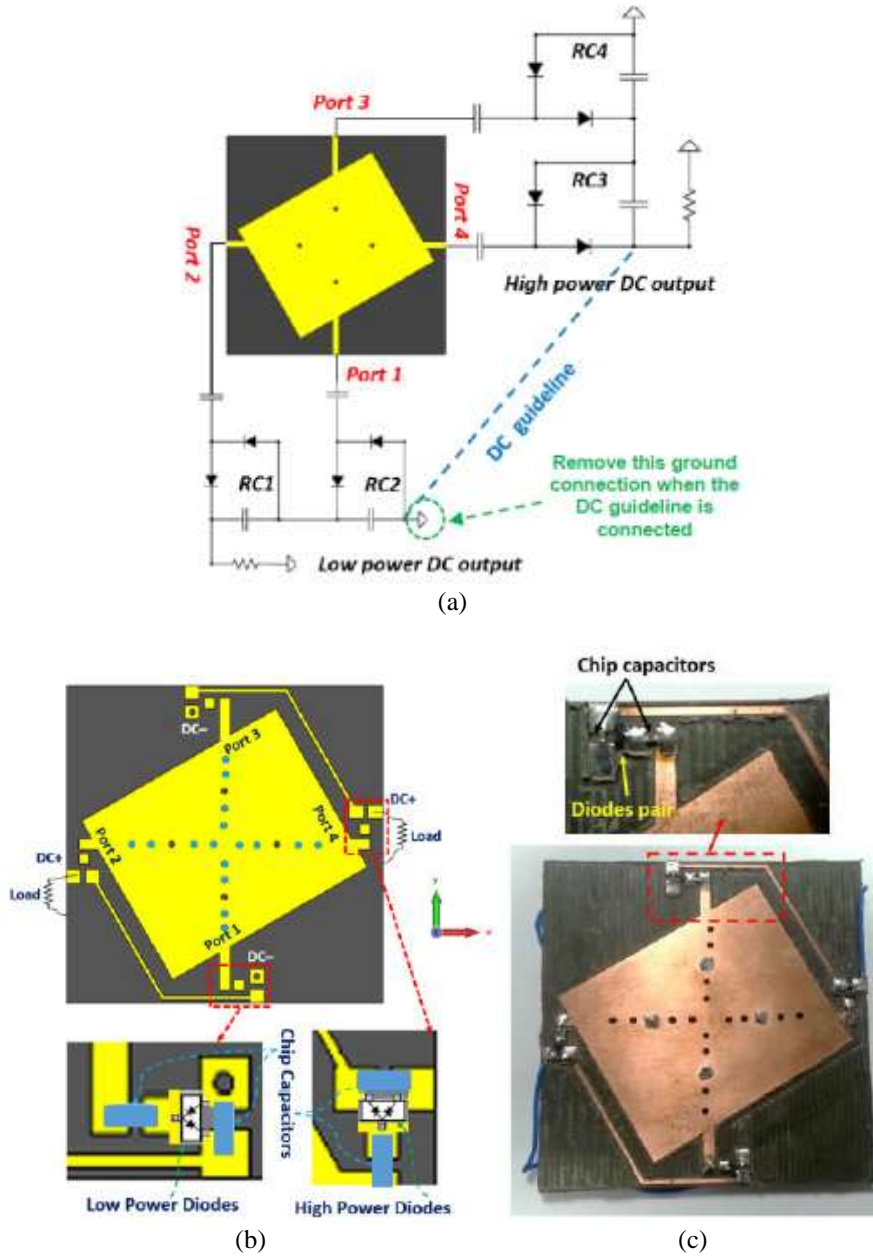 RC4
Port 3
RC3
Port 4
Port 2
High power DC output
Port 1
DC guideline
Remove this ground
connection when the
DC guideline is
connected
RC1
RC2
Low power DC output
(a)
DC−
Port 3
DC+
Port 4
Load
Port 2
DC+
Load
Port 1
DC−
y
x
Chip Capacitors
Low Power Diodes
High Power Diodes
(b)
Chip capacitors
Diodes pair
(c)